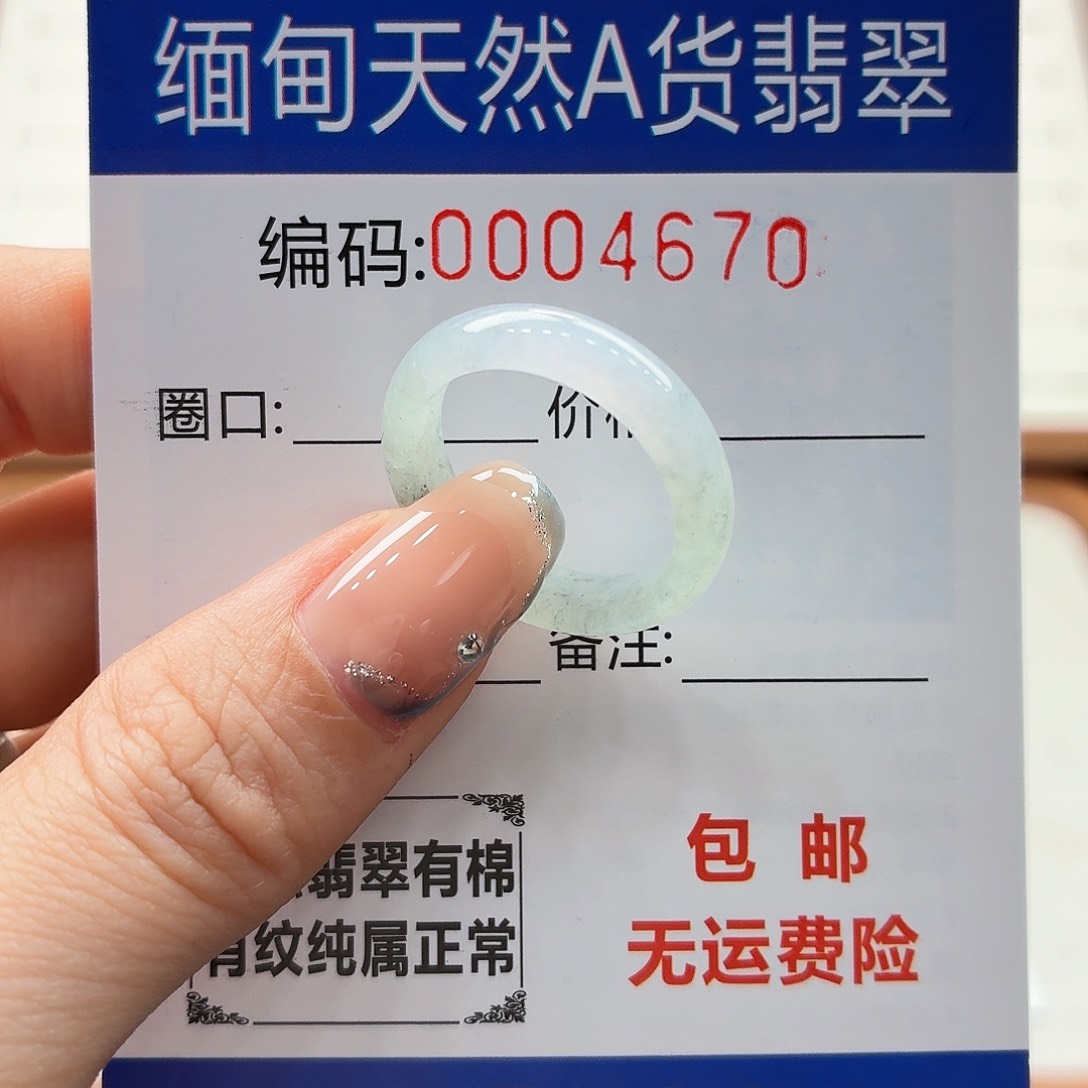 缅甸天然A货翡翠
编码:0004670
圈口: 价
备注:
翡翠有棉
有纹纯属正常
包邮
无运费险